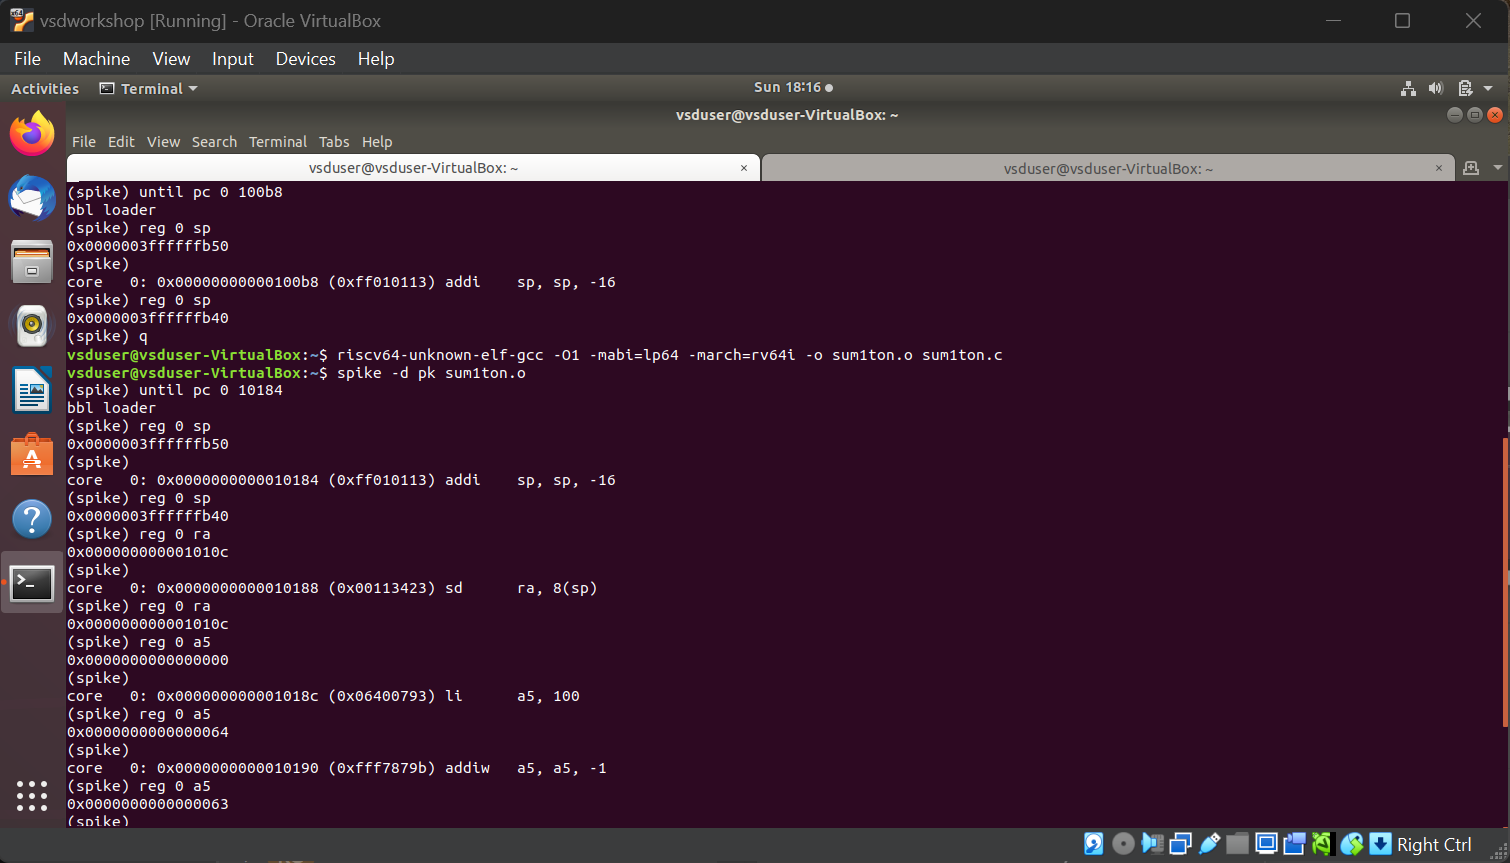 vsdworkshop [Running] - Oracle VirtualBox
File Machine View Input Devices Help
Activities Terminal Sun 18:16
vsduser@vsduser-VirtualBox: ~
File Edit View Search Terminal Tabs Help
vsduser@vsduser-VirtualBox: ~ × vsduser@vsduser-VirtualBox: ~ ×
(spike) until pc 0 100b8
bbl loader
(spike) reg 0 sp
0x0000003ffffffb50
(spike)
core   0: 0x00000000000100b8 (0xff010113) addi    sp, sp, -16
(spike) reg 0 sp
0x0000003ffffffb40
(spike) q
vsduser@vsduser-VirtualBox:~$ riscv64-unknown-elf-gcc -O1 -mabi=lp64 -march=rv64i -o sum1ton.o sum1ton.c
vsduser@vsduser-VirtualBox:~$ spike -d pk sum1ton.o
(spike) until pc 0 10184
bbl loader
(spike) reg 0 sp
0x0000003ffffffb50
(spike)
core   0: 0x0000000000010184 (0xff010113) addi    sp, sp, -16
(spike) reg 0 sp
0x0000003ffffffb40
(spike) reg 0 ra
0x000000000001010c
(spike)
core   0: 0x0000000000010188 (0x00113423) sd      ra, 8(sp)
(spike) reg 0 ra
0x000000000001010c
(spike) reg 0 a5
0x0000000000000000
(spike)
core   0: 0x000000000001018c (0x06400793) li      a5, 100
(spike) reg 0 a5
0x0000000000000064
(spike)
core   0: 0x0000000000010190 (0xfff7879b) addiw   a5, a5, -1
(spike) reg 0 a5
0x0000000000000063
(spike)
Right Ctrl